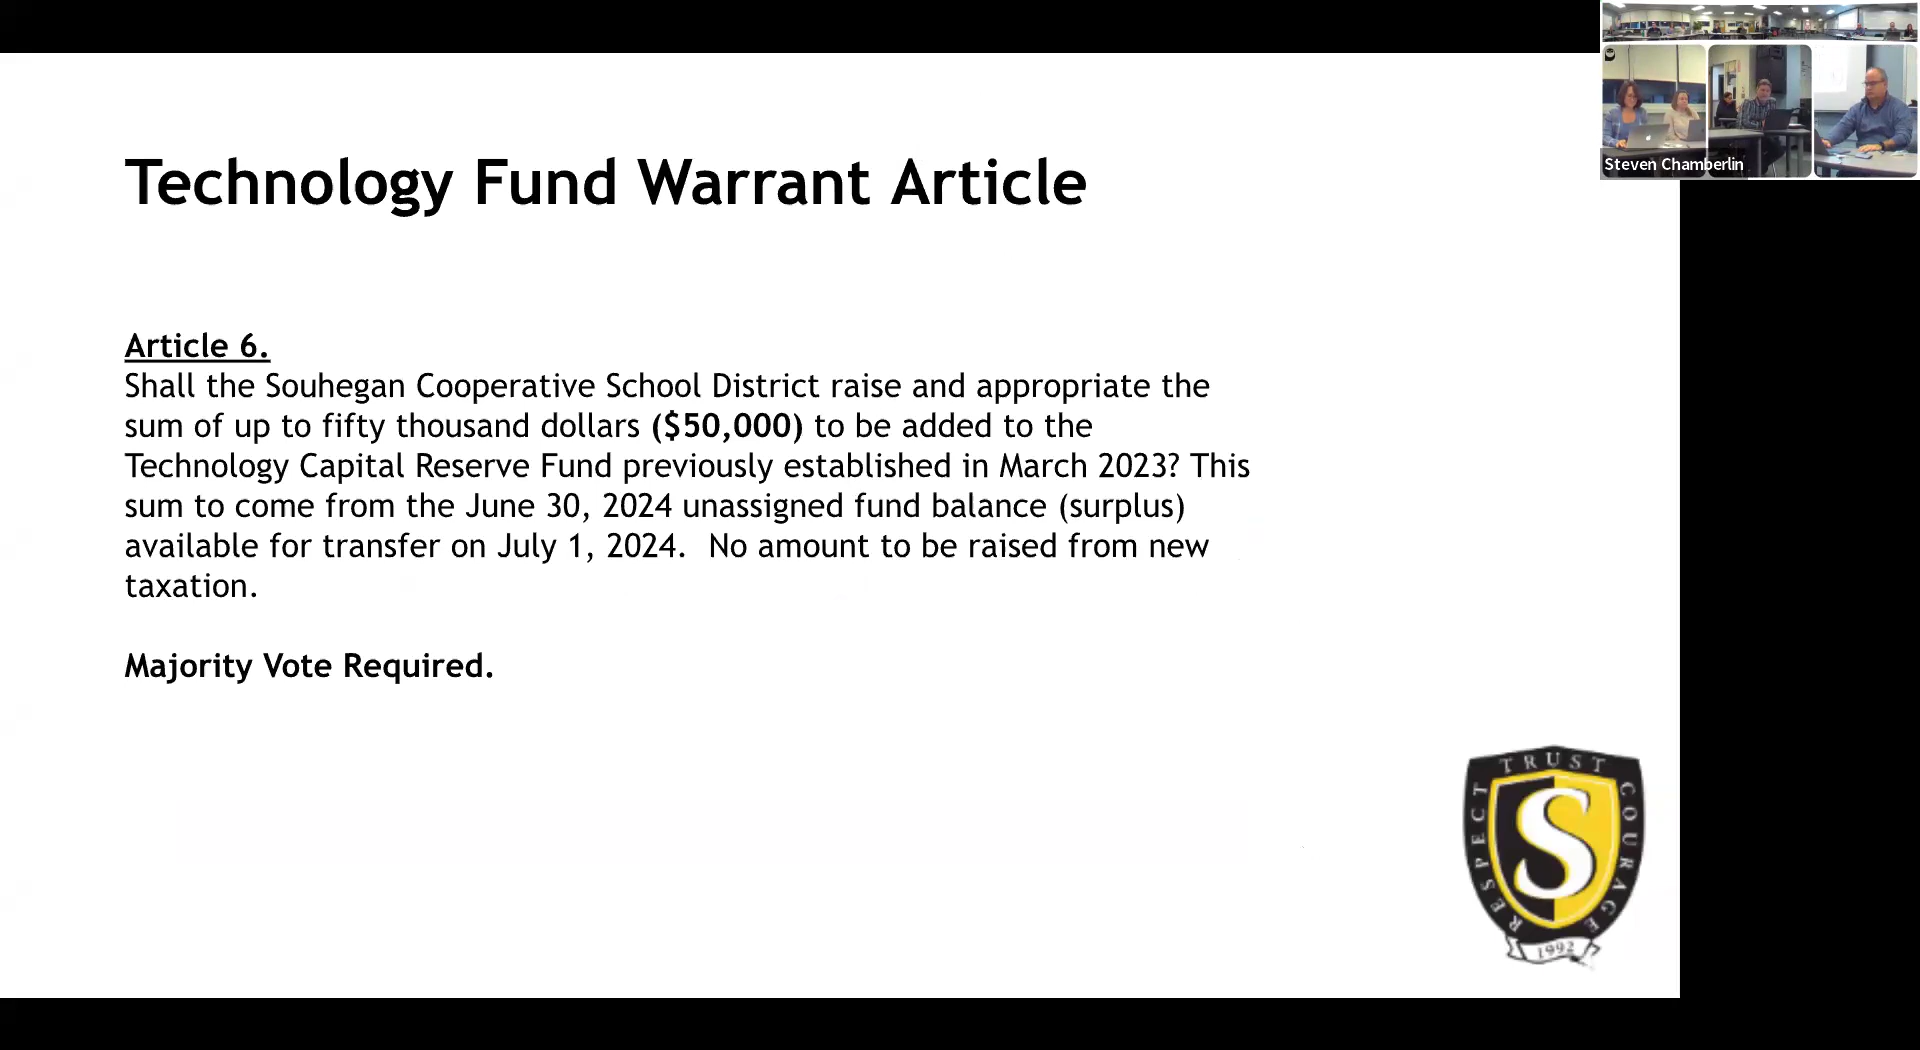 Steven Chamberlin
Technology Fund Warrant Article
Article 6.
Shall the Souhegan Cooperative School District raise and appropriate the
sum of up to fifty thousand dollars ($50,000) to be added to the
Technology Capital Reserve Fund previously established in March 2023? This
sum to come from the June 30, 2024 unassigned fund balance (surplus)
available for transfer on July 1, 2024.  No amount to be raised from new
taxation.
Majority Vote Required.
RESPECT TRUST COURAGE
S
1992